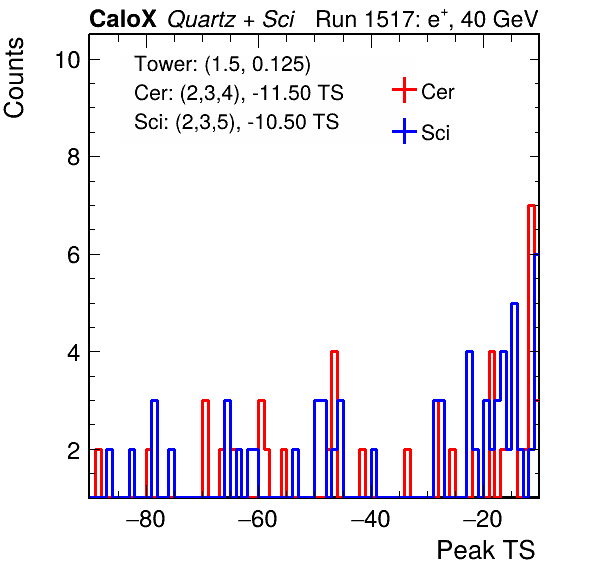 CaloX Quartz + Sci Run 1517: e⁺, 40 GeV
Counts
Tower: (1.5, 0.125)
Cer: (2,3,4), -11.50 TS
Sci: (2,3,5), -10.50 TS
Cer
Sci
10
8
6
4
2
−80 −60 −40 −20
Peak TS